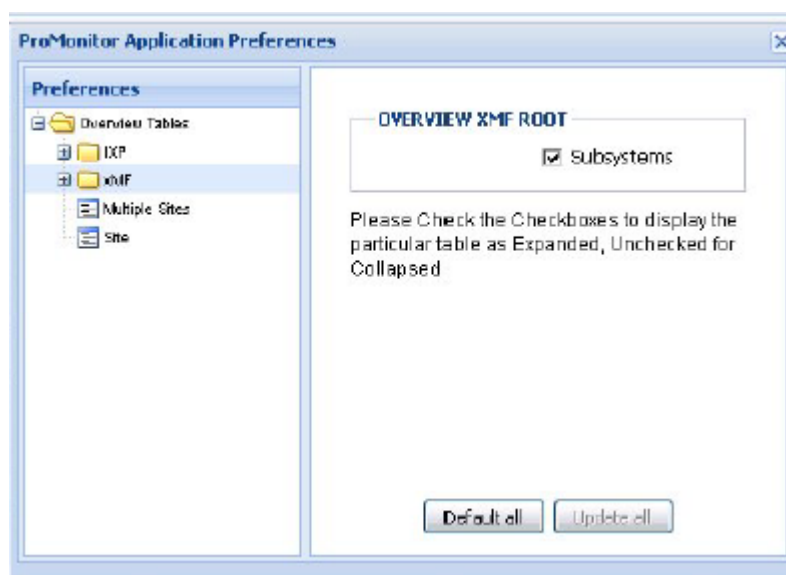 ProMonitor Application Preferences
Preferences
Overview Tables
IXP
xMF
Multiple Sites
Site
OVERVIEW XMF ROOT
Subsystems
Please Check the Checkboxes to display the
particular table as Expanded, Unchecked for
Collapsed
Default all
Update all